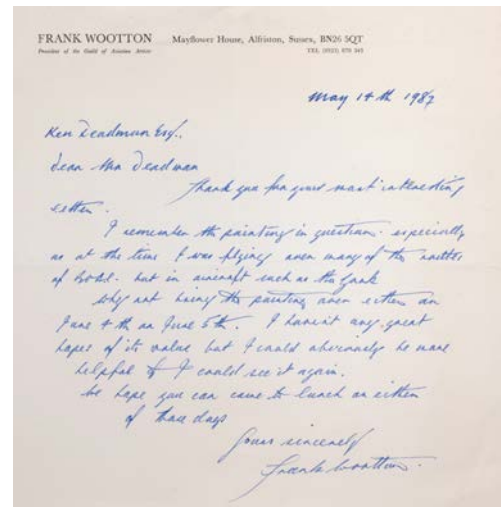 FRANK WOOTTON Mayflower House, Alfriston, Sussex, BN26 5QT
President of the Guild of Aviation Artists TEL (0323) 870 343
May 14th 1987
Ken Deadman Esq.,
Dear Mr Deadman
Thank you for yours most interesting
letter.
I remember the painting in question. especially
as at the time I was flying over many of the
of but in aircraft such as the
why not bring the painting over either on
June 4th or June 5th. I haven't any great
hopes of its value but I could obviously be more
helpful if I could see it again.
we hope you can come to lunch on either
of those days
Yours sincerely
Frank Wootton.